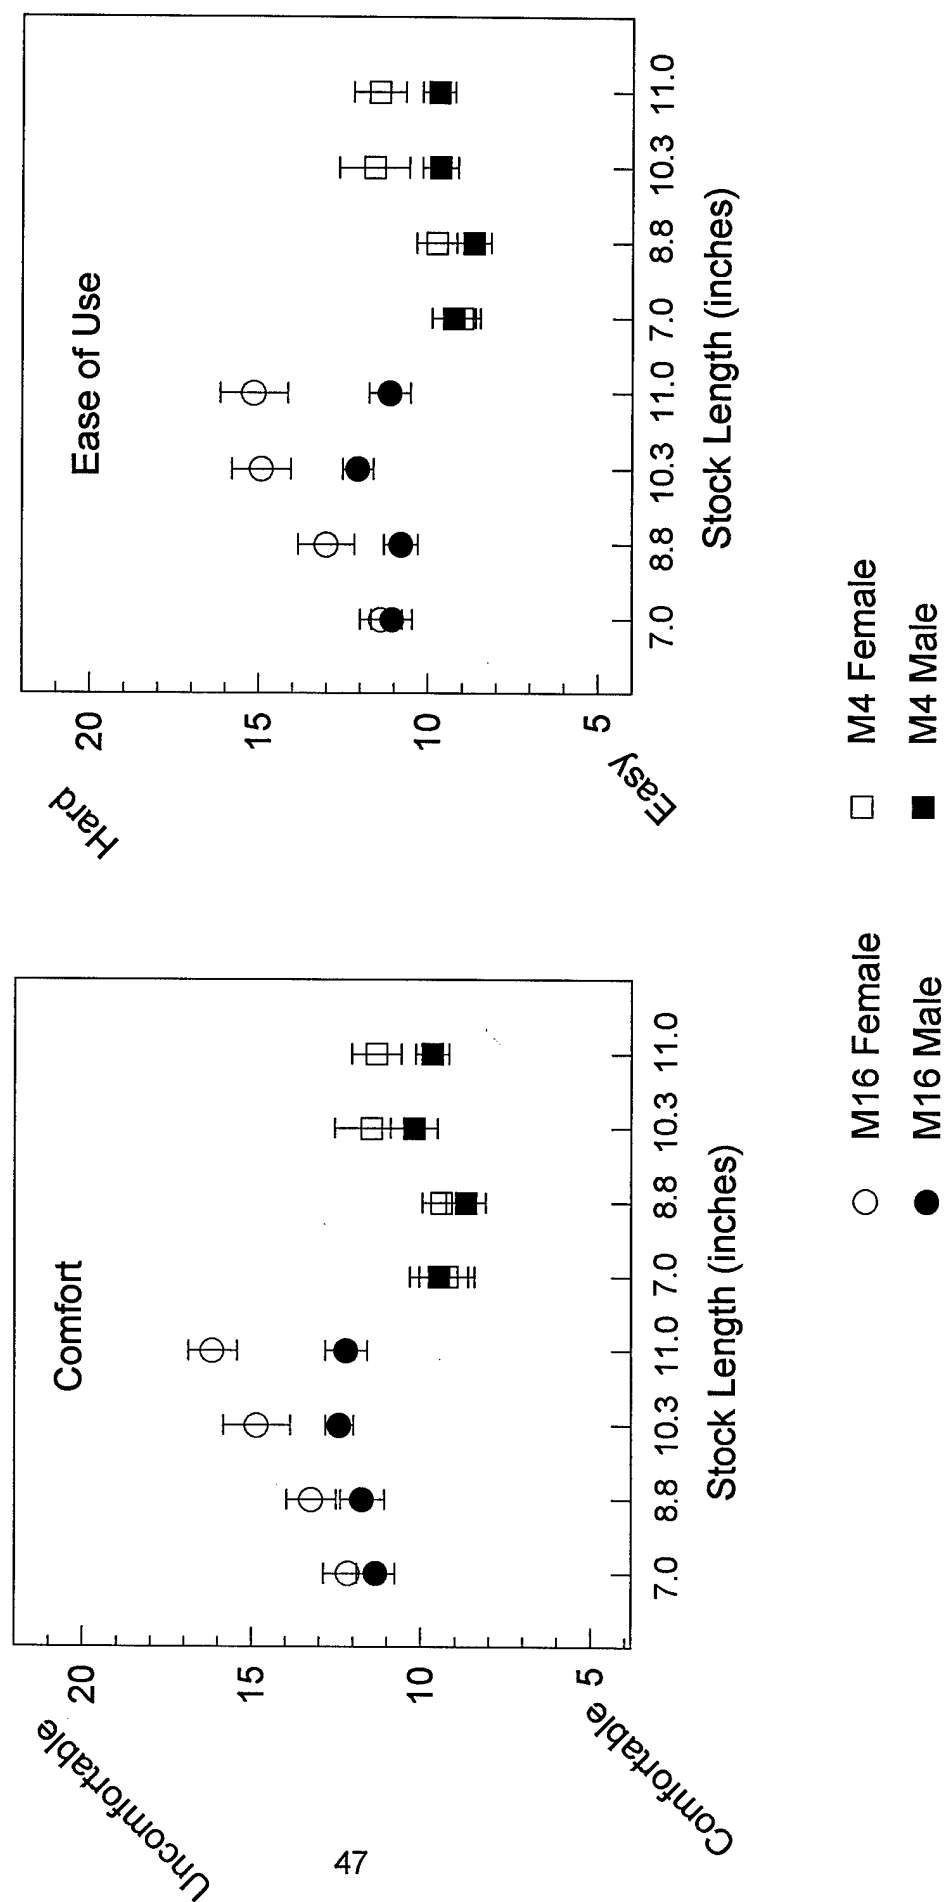 Comfort
Uncomfortable
20
15
10
5
Comfortable
7.0 8.8 10.3 11.0 7.0 8.8 10.3 11.0
Stock Length (inches)
Ease of Use
Hard
20
15
10
5
Easy
7.0 8.8 10.3 11.0 7.0 8.8 10.3 11.0
Stock Length (inches)
M16 Female M4 Female
M16 Male M4 Male
47